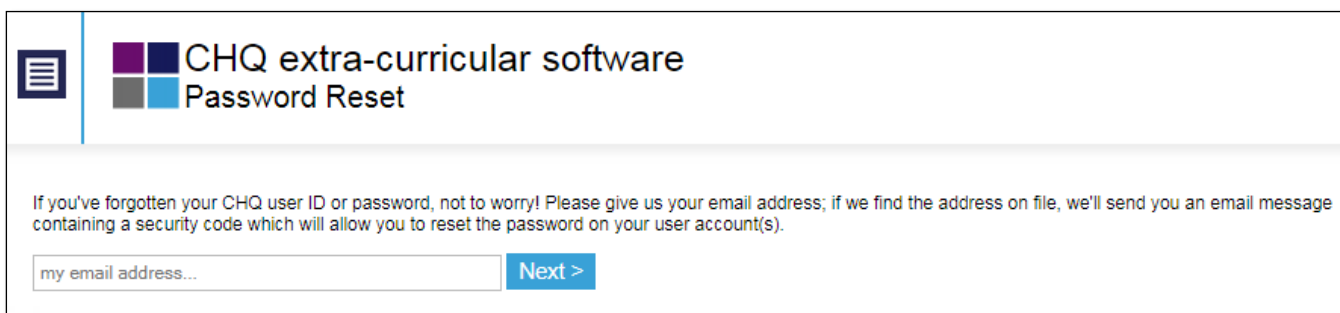 CHQ extra-curricular software
Password Reset
If you've forgotten your CHQ user ID or password, not to worry! Please give us your email address; if we find the address on file, we'll send you an email message
containing a security code which will allow you to reset the password on your user account(s).
my email address...
Next >